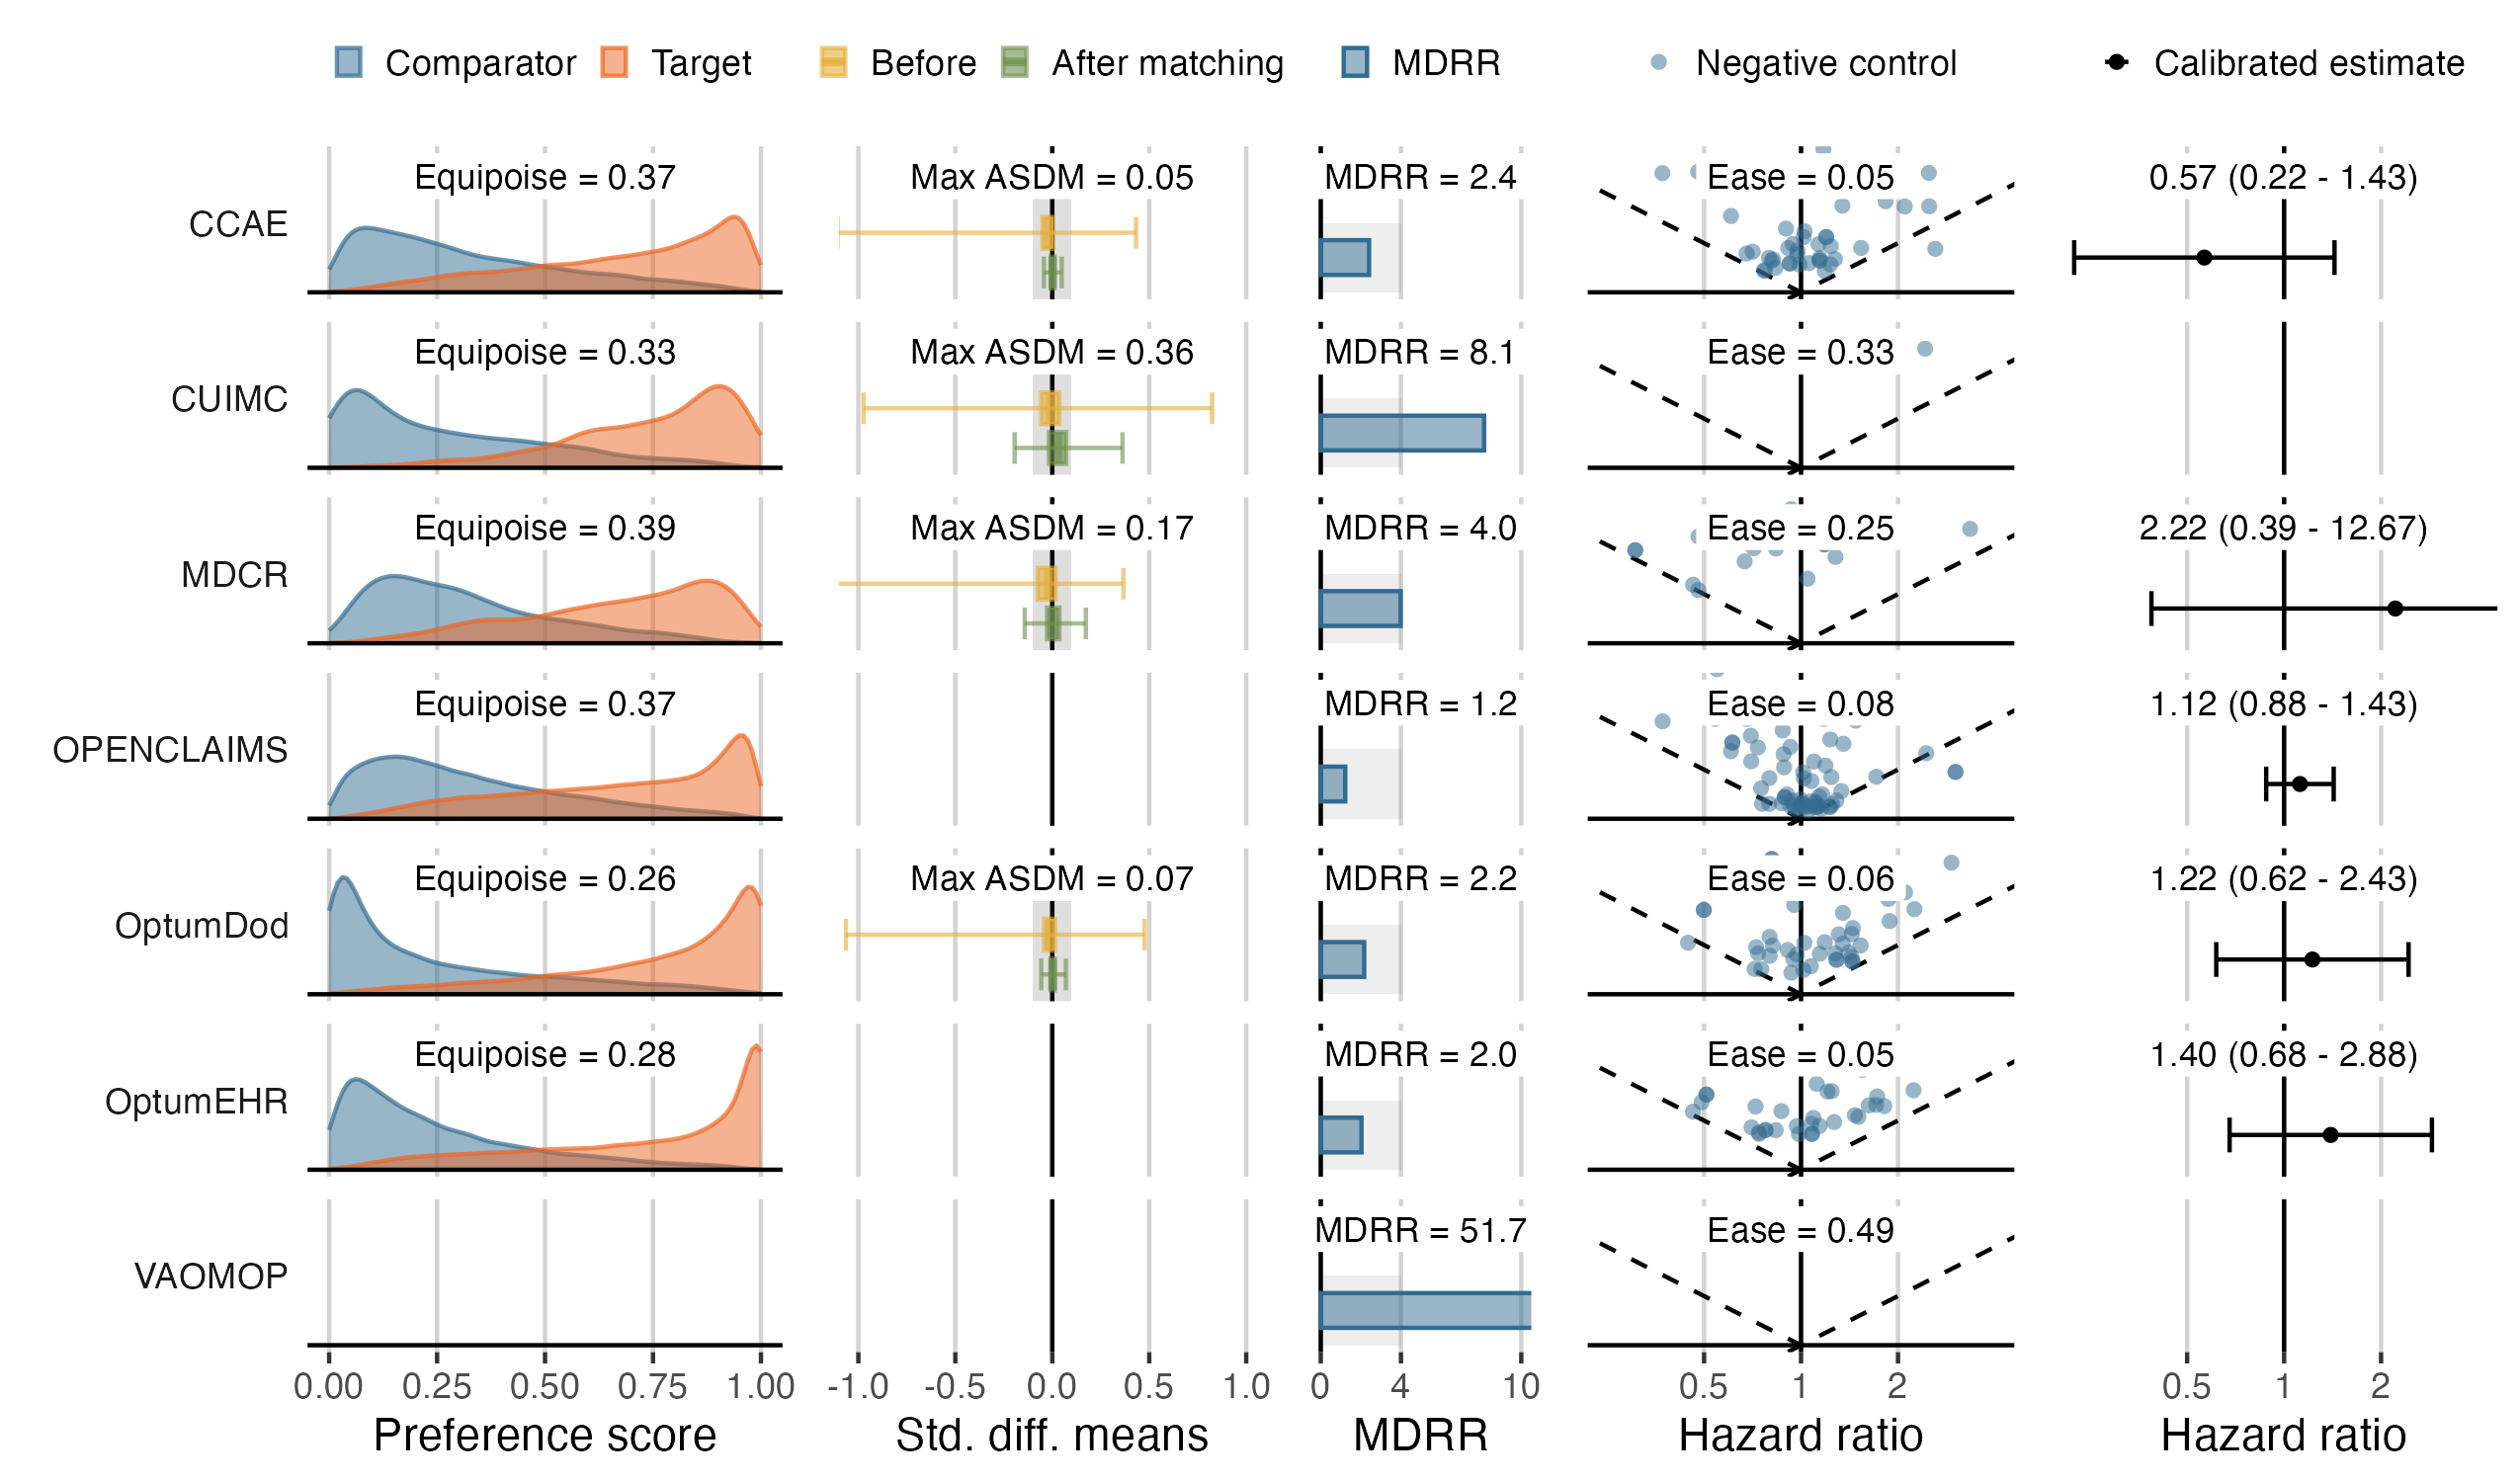 Comparator Target Before After matching MDRR Negative control Calibrated estimate
CCAE Equipoise = 0.37 Max ASDM = 0.05 MDRR = 2.4 Ease = 0.05 0.57 (0.22 - 1.43)
CUIMC Equipoise = 0.33 Max ASDM = 0.36 MDRR = 8.1 Ease = 0.33
MDCR Equipoise = 0.39 Max ASDM = 0.17 MDRR = 4.0 Ease = 0.25 2.22 (0.39 - 12.67)
OPENCLAIMS Equipoise = 0.37 MDRR = 1.2 Ease = 0.08 1.12 (0.88 - 1.43)
OptumDod Equipoise = 0.26 Max ASDM = 0.07 MDRR = 2.2 Ease = 0.06 1.22 (0.62 - 2.43)
OptumEHR Equipoise = 0.28 MDRR = 2.0 Ease = 0.05 1.40 (0.68 - 2.88)
VAOMOP MDRR = 51.7 Ease = 0.49
0.00 0.25 0.50 0.75 1.00 -1.0 -0.5 0.0 0.5 1.0 0 4 10 0.5 1 2 0.5 1 2
Preference score Std. diff. means MDRR Hazard ratio Hazard ratio